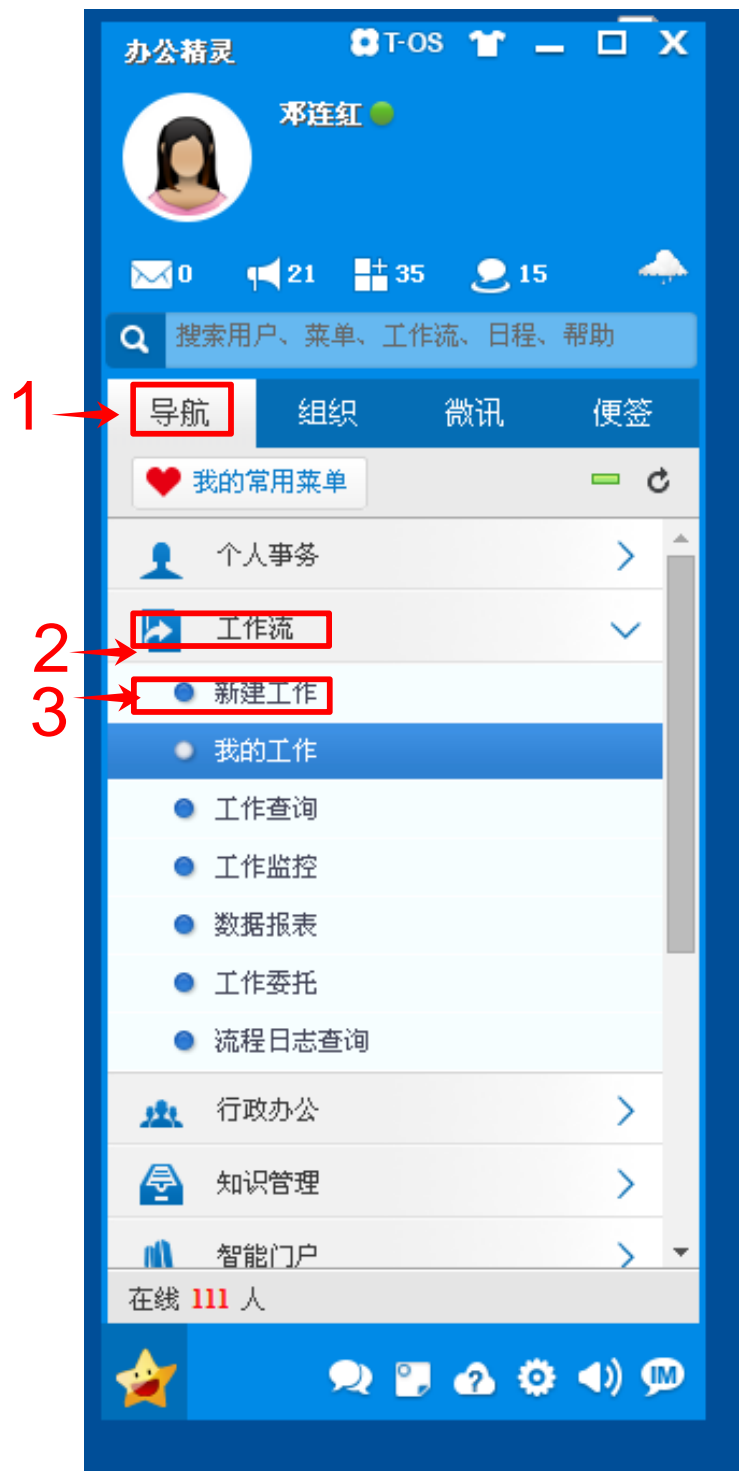 办公精灵 T-OS
邓连红
0 21 35 15
搜索用户、菜单、工作流、日程、帮助
1 导航 组织 微讯 便签
我的常用菜单
个人事务
2 工作流
3 新建工作
我的工作
工作查询
工作监控
数据报表
工作委托
流程日志查询
行政办公
知识管理
智能门户
在线 111 人
IM